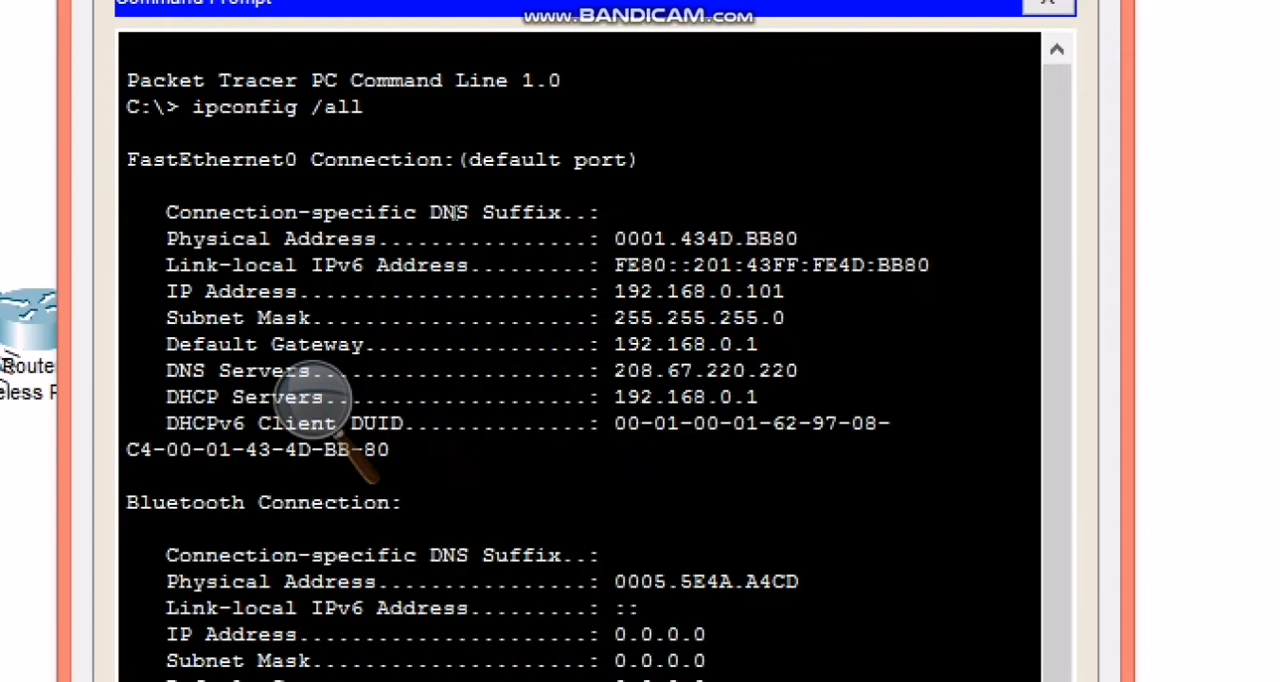 Command Prompt
www.BANDICAM.com
Packet Tracer PC Command Line 1.0
C:\> ipconfig /all
FastEthernet0 Connection:(default port)
Connection-specific DNS Suffix..:
Physical Address................: 0001.434D.BB80
Link-local IPv6 Address.........: FE80::201:43FF:FE4D:BB80
IP Address......................: 192.168.0.101
Subnet Mask.....................: 255.255.255.0
Default Gateway.................: 192.168.0.1
DNS Servers.....................: 208.67.220.220
DHCP Servers....................: 192.168.0.1
DHCPv6 Client DUID..............: 00-01-00-01-62-97-08-
C4-00-01-43-4D-BB-80
Bluetooth Connection:
Connection-specific DNS Suffix..:
Physical Address................: 0005.5E4A.A4CD
Link-local IPv6 Address.........: ::
IP Address......................: 0.0.0.0
Subnet Mask.....................: 0.0.0.0